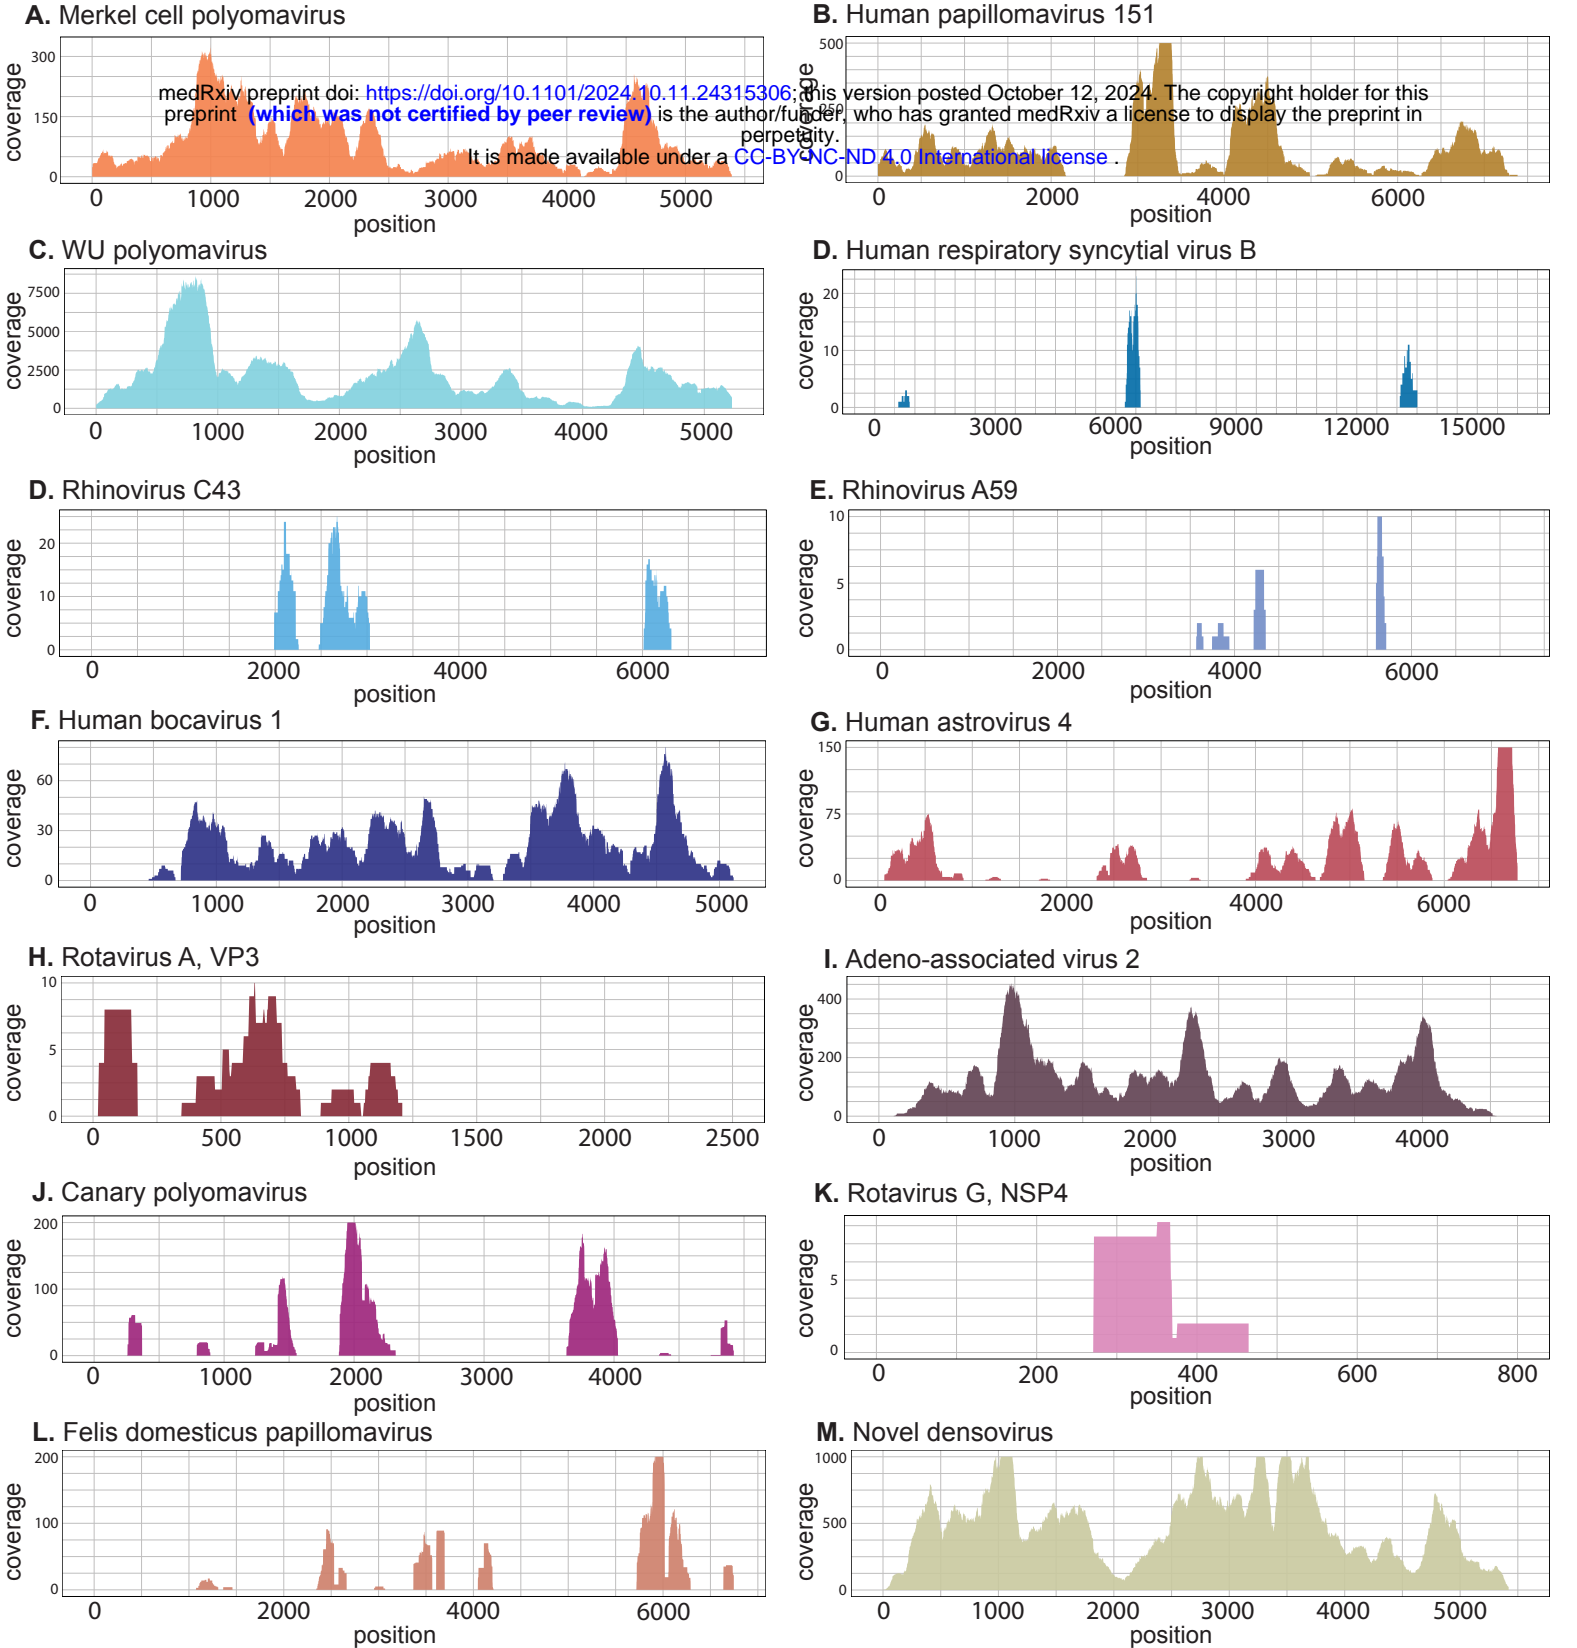 A. Merkel cell polyomavirus
coverage
300
150
0
0 1000 2000 3000 4000 5000
position
B. Human papillomavirus 151
coverage
500
250
0
0 2000 4000 6000
position
medRxiv preprint doi: https://doi.org/10.1101/2024.10.11.24315306; this version posted October 12, 2024. The copyright holder for this
preprint (which was not certified by peer review) is the author/funder, who has granted medRxiv a license to display the preprint in
perpetuity.
It is made available under a CC-BY-NC-ND 4.0 International license .
C. WU polyomavirus
coverage
7500
5000
2500
0
0 1000 2000 3000 4000 5000
position
D. Human respiratory syncytial virus B
coverage
20
10
0
0 3000 6000 9000 12000 15000
position
D. Rhinovirus C43
coverage
20
10
0
0 2000 4000 6000
position
E. Rhinovirus A59
coverage
10
5
0
0 2000 4000 6000
position
F. Human bocavirus 1
coverage
60
30
0
0 1000 2000 3000 4000 5000
position
G. Human astrovirus 4
coverage
150
75
0
0 2000 4000 6000
position
H. Rotavirus A, VP3
coverage
10
5
0
0 500 1000 1500 2000 2500
position
I. Adeno-associated virus 2
coverage
400
200
0
0 1000 2000 3000 4000
position
J. Canary polyomavirus
coverage
200
100
0
0 1000 2000 3000 4000
position
K. Rotavirus G, NSP4
coverage
5
0
0 200 400 600 800
position
L. Felis domesticus papillomavirus
coverage
200
100
0
0 2000 4000 6000
position
M. Novel densovirus
coverage
1000
500
0
0 1000 2000 3000 4000 5000
position